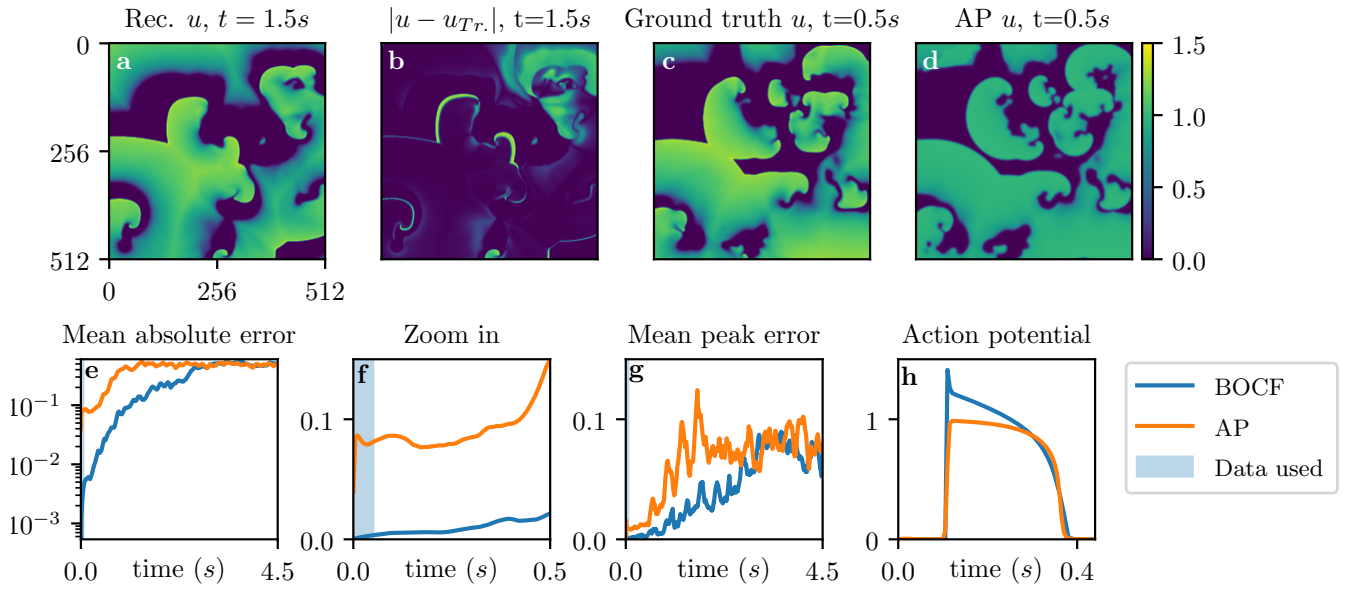 Rec. u, t = 1.5s
|u − u_{Tr.}|, t=1.5s
Ground truth u, t=0.5s
AP u, t=0.5s
a
b
c
d
0
256
512
0
256
512
1.5
1.0
0.5
0.0
Mean absolute error
Zoom in
Mean peak error
Action potential
e
f
g
h
10^{-1}
10^{-2}
10^{-3}
0.1
0.0
0.1
0.0
1
0
0.0
time (s)
4.5
0.0
time (s)
0.5
0.0
time (s)
4.5
0.0
time (s)
0.4
BOCF
AP
Data used